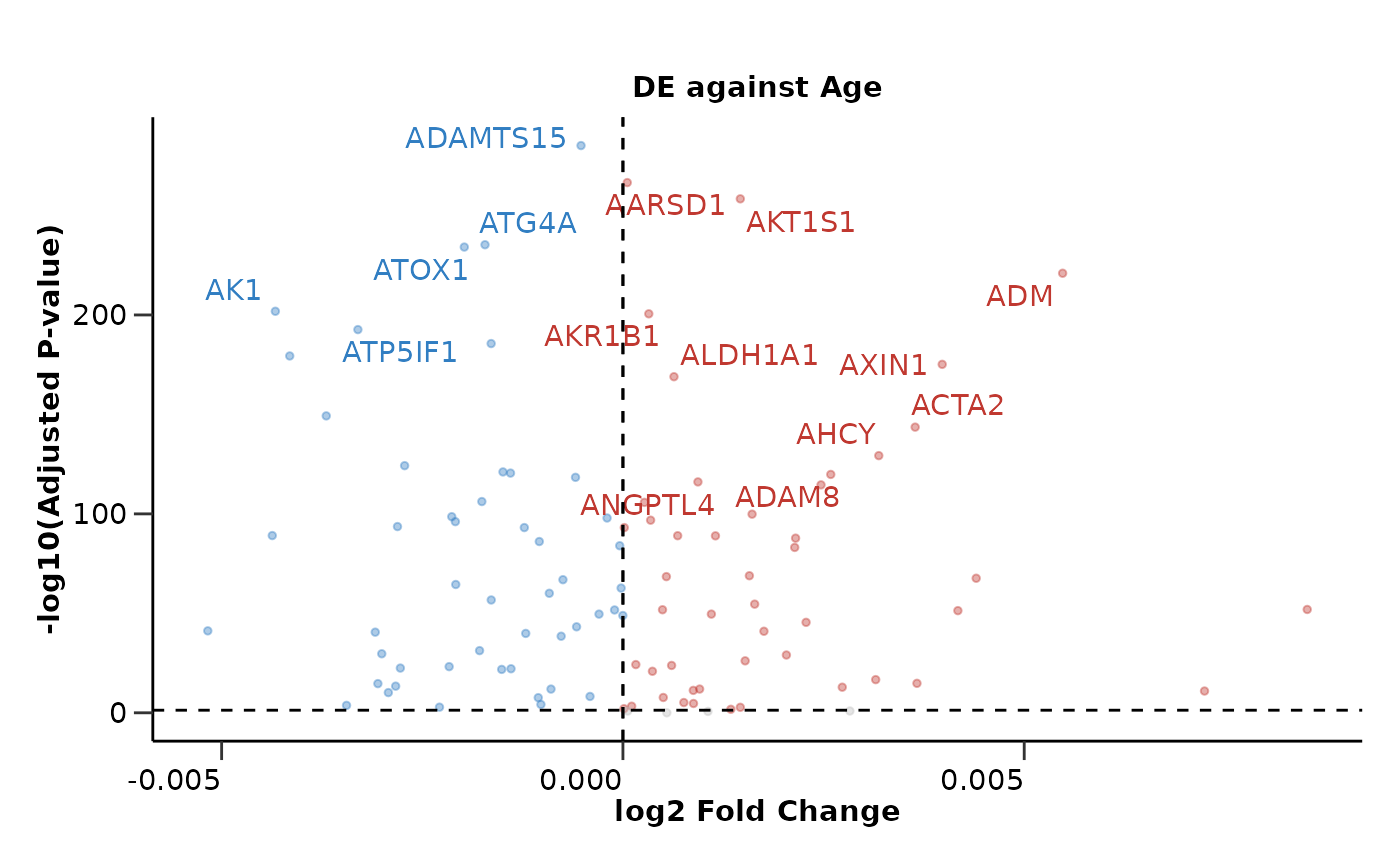 DE against Age
ADAMTS15
AARSD1
ATG4A
AKT1S1
ATOX1
AK1
ADM
AKR1B1
ATP5IF1
ALDH1A1
AXIN1
ACTA2
AHCY
ADAM8
ANGPTL4
-log10(Adjusted P-value)
200
100
0
-0.005
0.000
0.005
log2 Fold Change